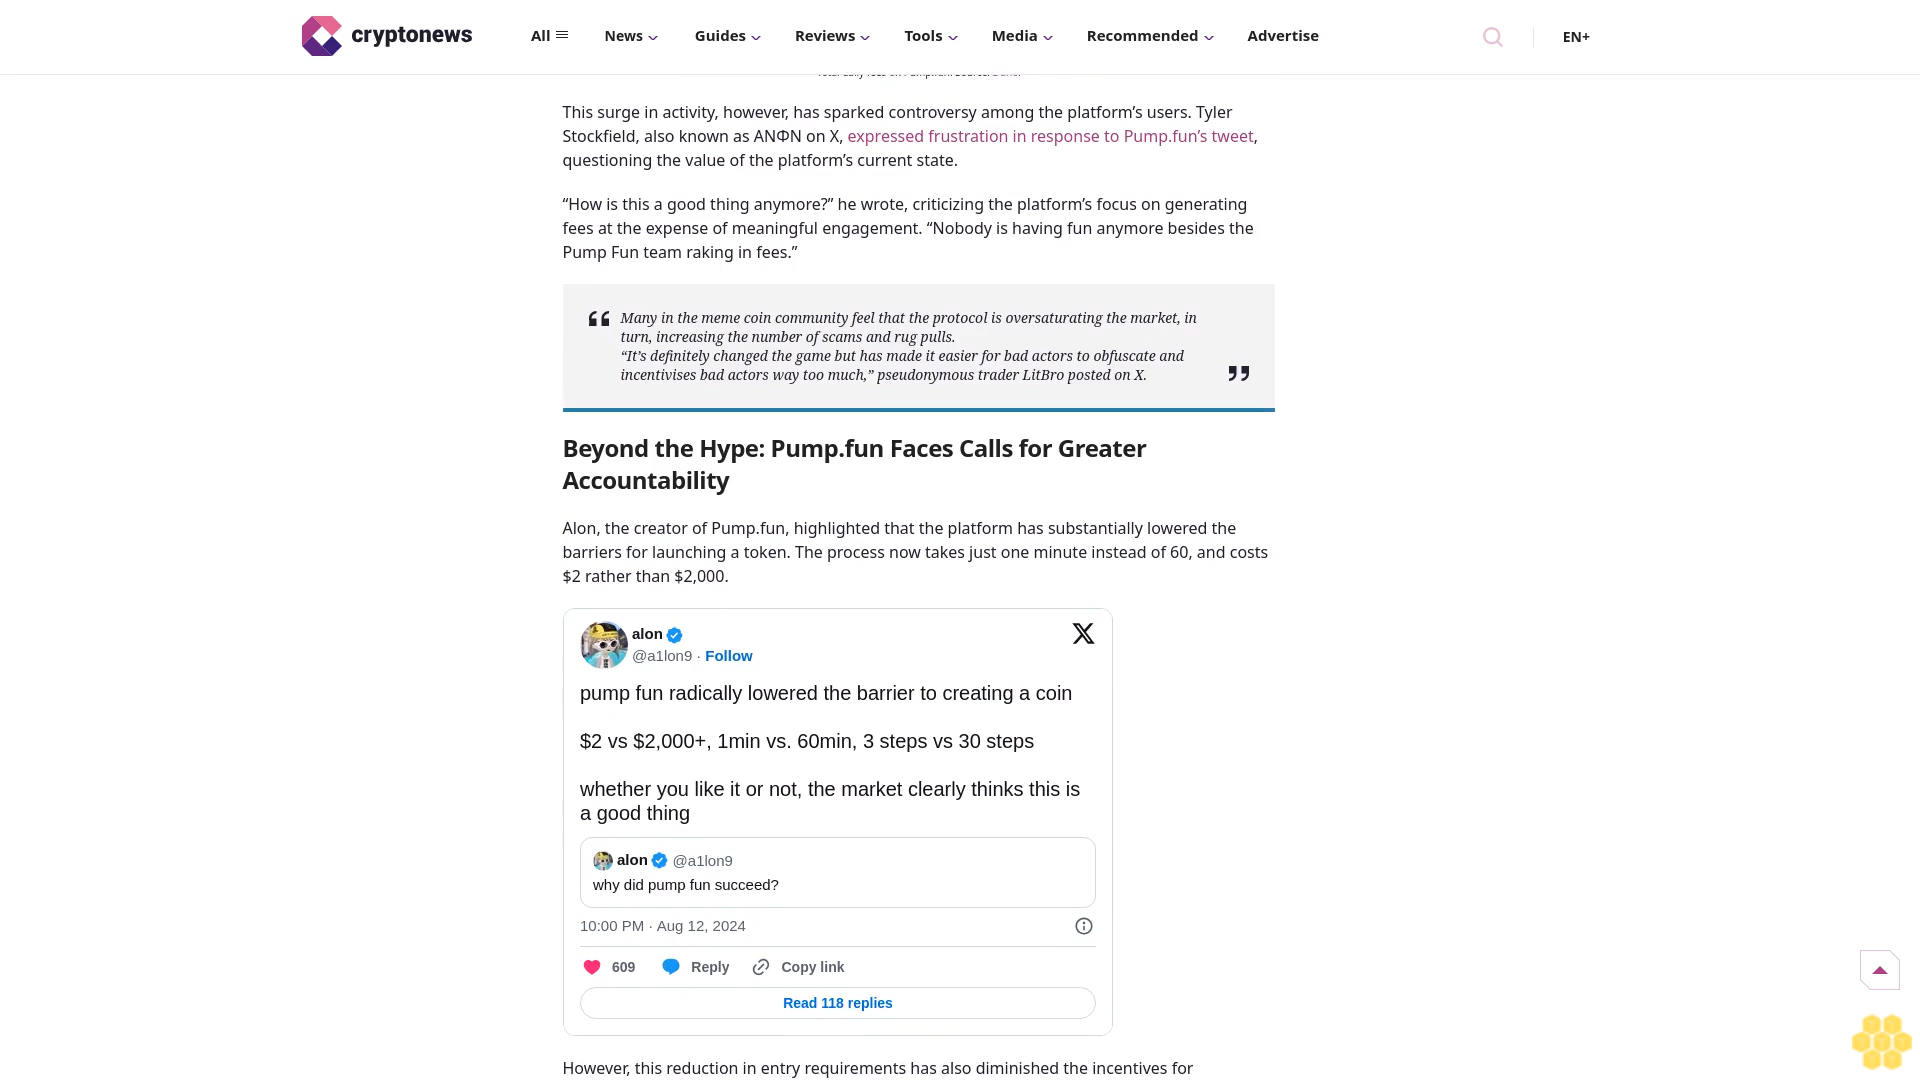 cryptonews
All
News
Guides
Reviews
Tools
Media
Recommended
Advertise
EN+
This surge in activity, however, has sparked controversy among the platform’s users. Tyler
Stockfield, also known as ANΦN on X, expressed frustration in response to Pump.fun’s tweet,
questioning the value of the platform’s current state.
“How is this a good thing anymore?” he wrote, criticizing the platform’s focus on generating
fees at the expense of meaningful engagement. “Nobody is having fun anymore besides the
Pump Fun team raking in fees.”
Many in the meme coin community feel that the protocol is oversaturating the market, in
turn, increasing the number of scams and rug pulls.
“It’s definitely changed the game but has made it easier for bad actors to obfuscate and
incentivises bad actors way too much,” pseudonymous trader LitBro posted on X.
Beyond the Hype: Pump.fun Faces Calls for Greater
Accountability
Alon, the creator of Pump.fun, highlighted that the platform has substantially lowered the
barriers for launching a token. The process now takes just one minute instead of 60, and costs
$2 rather than $2,000.
alon
@a1lon9 · Follow
pump fun radically lowered the barrier to creating a coin
$2 vs $2,000+, 1min vs. 60min, 3 steps vs 30 steps
whether you like it or not, the market clearly thinks this is
a good thing
alon @a1lon9
why did pump fun succeed?
10:00 PM · Aug 12, 2024
609
Reply
Copy link
Read 118 replies
However, this reduction in entry requirements has also diminished the incentives for